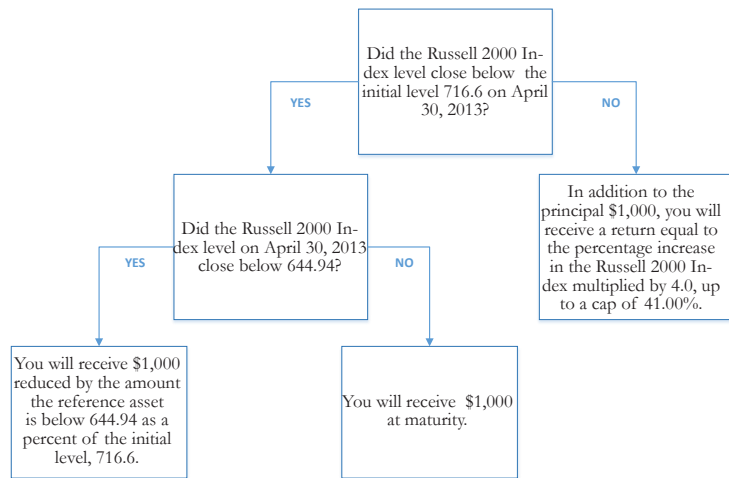 Did the Russell 2000 In-
dex level close below the
initial level 716.6 on April
30, 2013?
YES
NO
Did the Russell 2000 In-
dex level on April 30, 2013
close below 644.94?
In addition to the
principal $1,000, you will
receive a return equal to
the percentage increase
in the Russell 2000 In-
dex multiplied by 4.0, up
to a cap of 41.00%.
YES
NO
You will receive $1,000
reduced by the amount
the reference asset
is below 644.94 as a
percent of the initial
level, 716.6.
You will receive $1,000
at maturity.